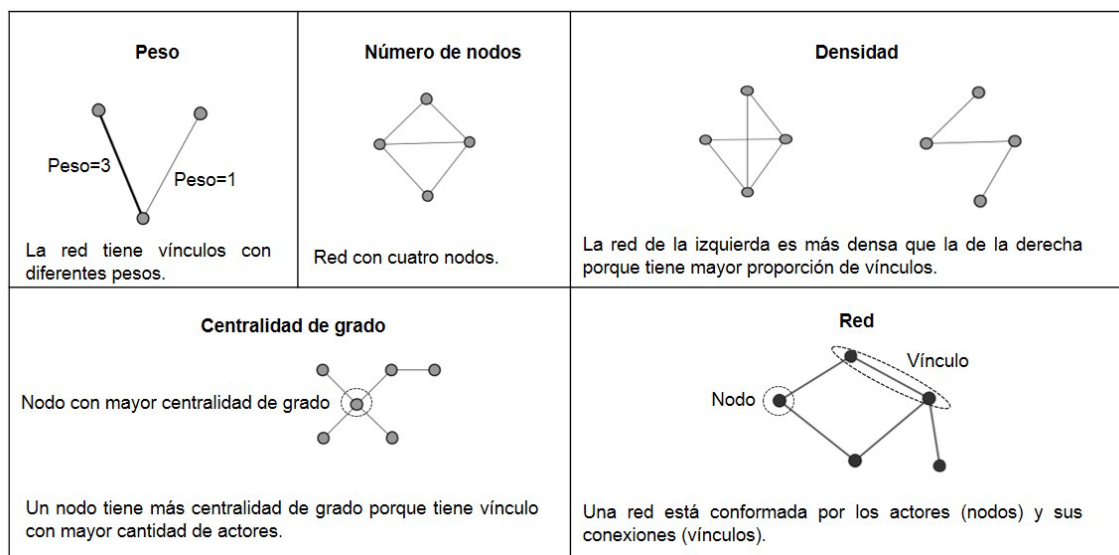 Peso
Peso=3
Peso=1
La red tiene vínculos con
diferentes pesos.
Número de nodos
Red con cuatro nodos.
Densidad
La red de la izquierda es más densa que la de la derecha
porque tiene mayor proporción de vínculos.
Centralidad de grado
Nodo con mayor centralidad de grado
Un nodo tiene más centralidad de grado porque tiene vínculo
con mayor cantidad de actores.
Red
Vínculo
Nodo
Una red está conformada por los actores (nodos) y sus
conexiones (vínculos).